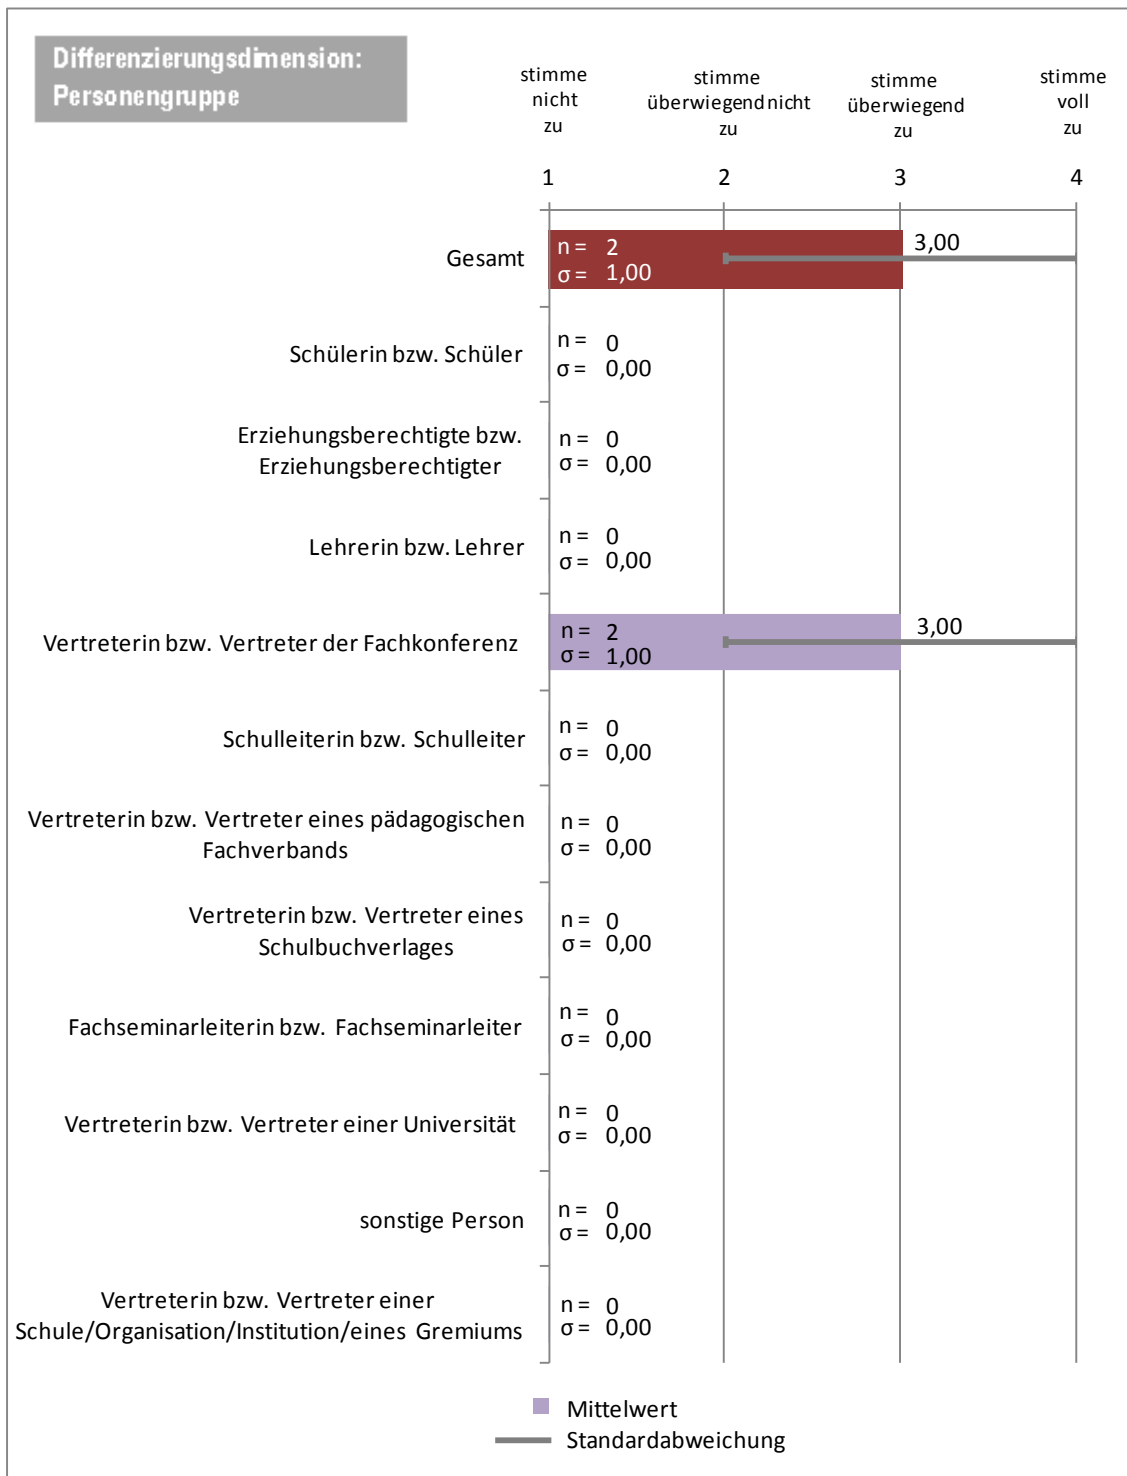 Differenzierungsdimension:
Personengruppe
stimme
nicht
zu
stimme
überwiegend nicht
zu
stimme
überwiegend
zu
stimme
voll
zu
1 2 3 4
Gesamt
n = 2
σ = 1,00
3,00
Schülerin bzw. Schüler
n = 0
σ = 0,00
Erziehungsberechtigte bzw.
Erziehungsberechtigter
n = 0
σ = 0,00
Lehrerin bzw. Lehrer
n = 0
σ = 0,00
Vertreterin bzw. Vertreter der Fachkonferenz
n = 2
σ = 1,00
3,00
Schulleiterin bzw. Schulleiter
n = 0
σ = 0,00
Vertreterin bzw. Vertreter eines pädagogischen
Fachverbands
n = 0
σ = 0,00
Vertreterin bzw. Vertreter eines
Schulbuchverlages
n = 0
σ = 0,00
Fachseminarleiterin bzw. Fachseminarleiter
n = 0
σ = 0,00
Vertreterin bzw. Vertreter einer Universität
n = 0
σ = 0,00
sonstige Person
n = 0
σ = 0,00
Vertreterin bzw. Vertreter einer
Schule/Organisation/Institution/eines Gremiums
n = 0
σ = 0,00
Mittelwert
Standardabweichung